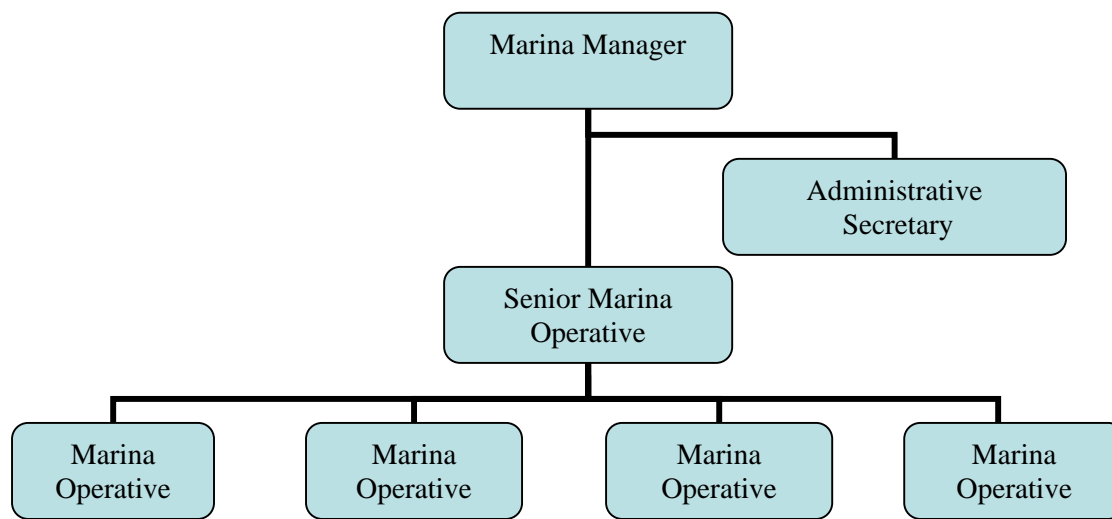 Marina Manager
Administrative
Secretary
Senior Marina
Operative
Marina
Operative
Marina
Operative
Marina
Operative
Marina
Operative